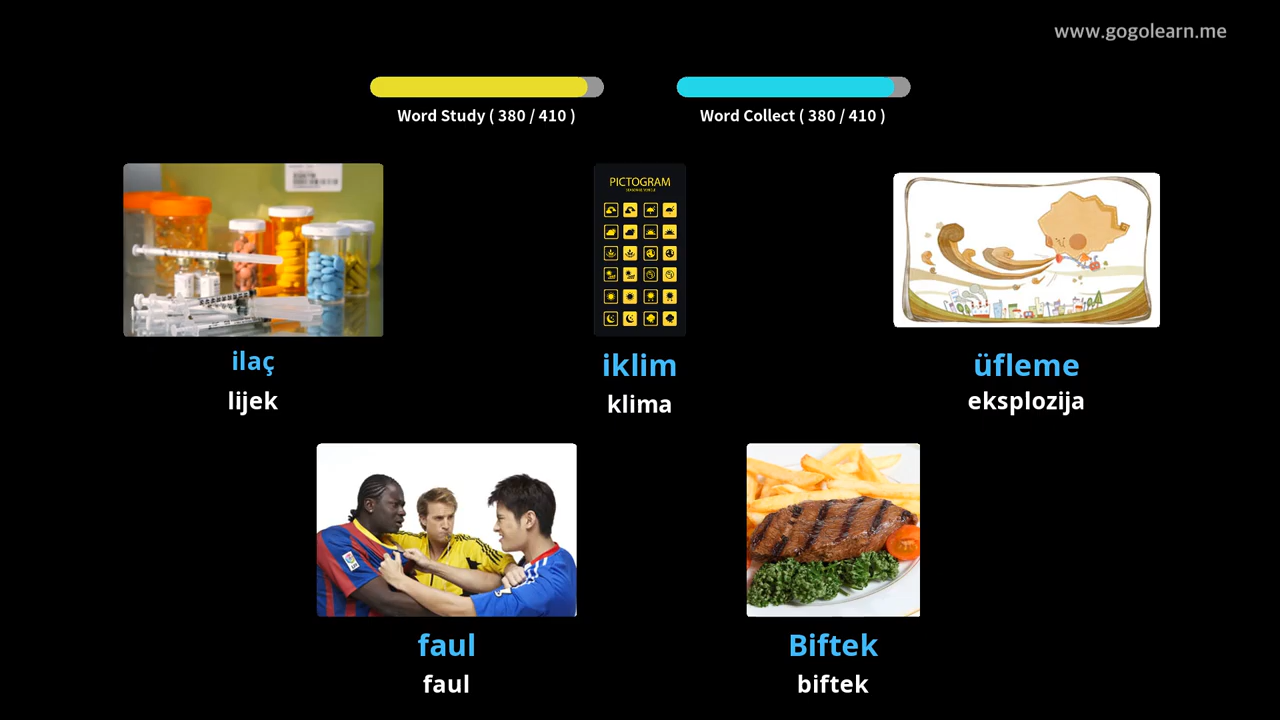 www.gogolearn.me
Word Study ( 380 / 410 )
Word Collect ( 380 / 410 )
PICTOGRAM
ilaç
lijek
iklim
klima
üfleme
eksplozija
faul
faul
Biftek
biftek